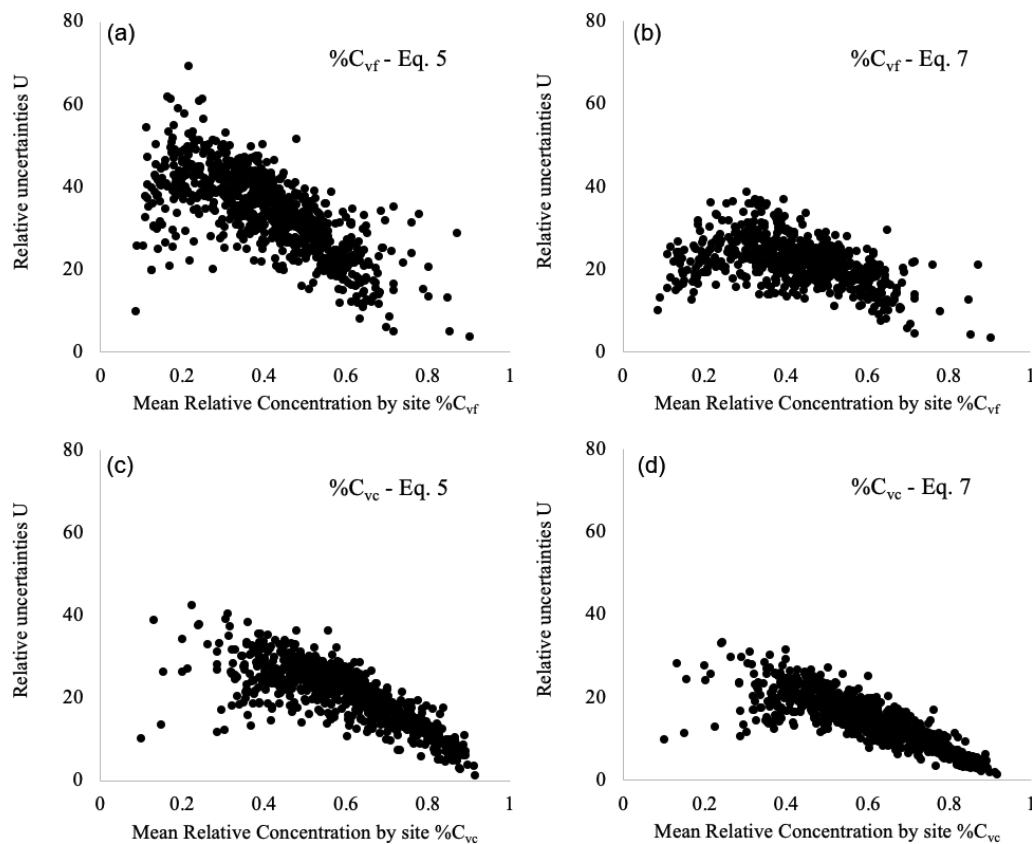 (a)
%Cvf - Eq. 5
Relative uncertainties U
80
60
40
20
0
0 0.2 0.4 0.6 0.8 1
Mean Relative Concentration by site %Cvf
(b)
%Cvf - Eq. 7
Relative uncertainties U
80
60
40
20
0
0 0.2 0.4 0.6 0.8 1
Mean Relative Concentration by site %Cvf
(c)
%Cvc - Eq. 5
Relative uncertainties U
80
60
40
20
0
0 0.2 0.4 0.6 0.8 1
Mean Relative Concentration by site %Cvc
(d)
%Cvc - Eq. 7
Relative uncertainties U
80
60
40
20
0
0 0.2 0.4 0.6 0.8 1
Mean Relative Concentration by site %Cvc